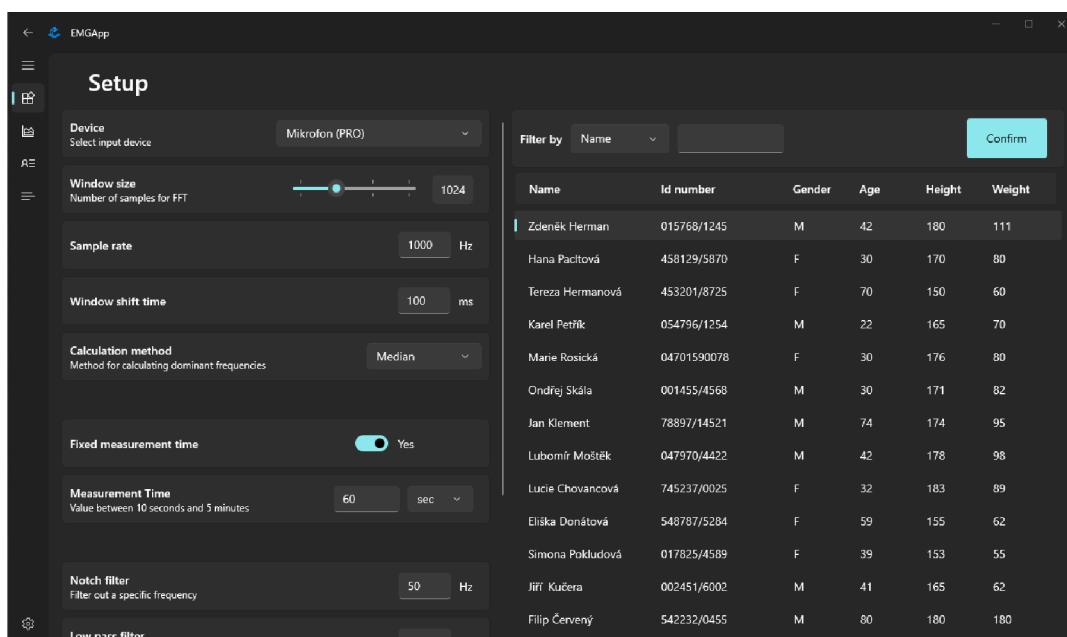 EMGApp
Setup
Device
Select input device
Mikrofon (PRO)
Window size
Number of samples for FFT
1024
Sample rate
1000 Hz
Window shift time
100 ms
Calculation method
Method for calculating dominant frequencies
Median
Fixed measurement time
Yes
Measurement Time
Value between 10 seconds and 5 minutes
60 sec
Notch filter
Filter out a specific frequency
50 Hz
Low pass filter
Filter by Name
Confirm
Name Id number Gender Age Height Weight
Zdeněk Herman 015768/1245 M 42 180 111
Hana Pacltová 458129/5870 F 30 170 80
Tereza Hermanová 453201/8725 F 70 150 60
Karel Petřík 054796/1254 M 22 165 70
Marie Rosická 04701590078 F 30 176 80
Ondřej Skála 001455/4568 M 30 171 82
Jan Klement 78897/14521 M 74 174 95
Lubomír Moštěk 047970/4422 M 42 178 98
Lucie Chovancová 745237/0025 F 32 183 89
Eliška Donátová 548787/5284 F 59 155 62
Simona Pokludová 017825/4589 F 39 153 55
Jiří Kučera 002451/6002 M 41 165 62
Filip Červený 542232/0455 M 80 180 180